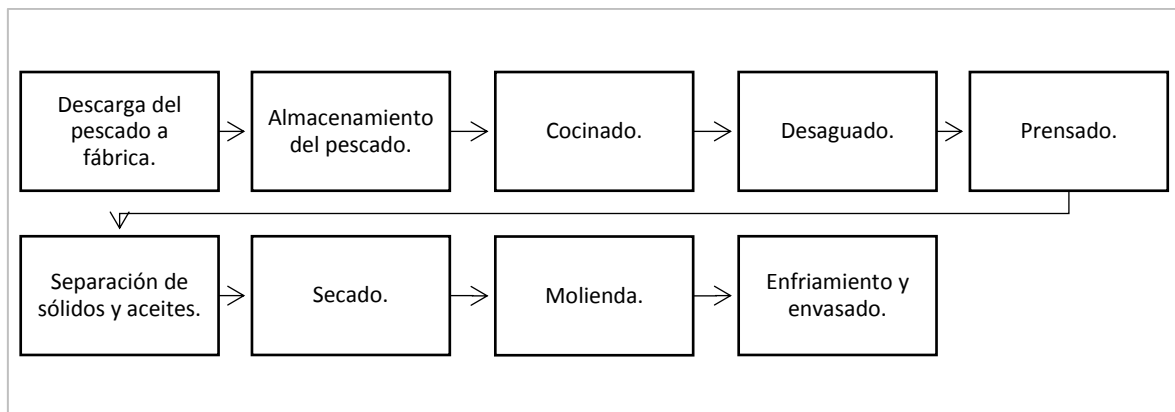 Descarga del
pescado a
fábrica.
Almacenamiento
del pescado.
Cocinado.
Desaguado.
Prensado.
Separación de
sólidos y aceites.
Secado.
Molienda.
Enfriamiento y
envasado.